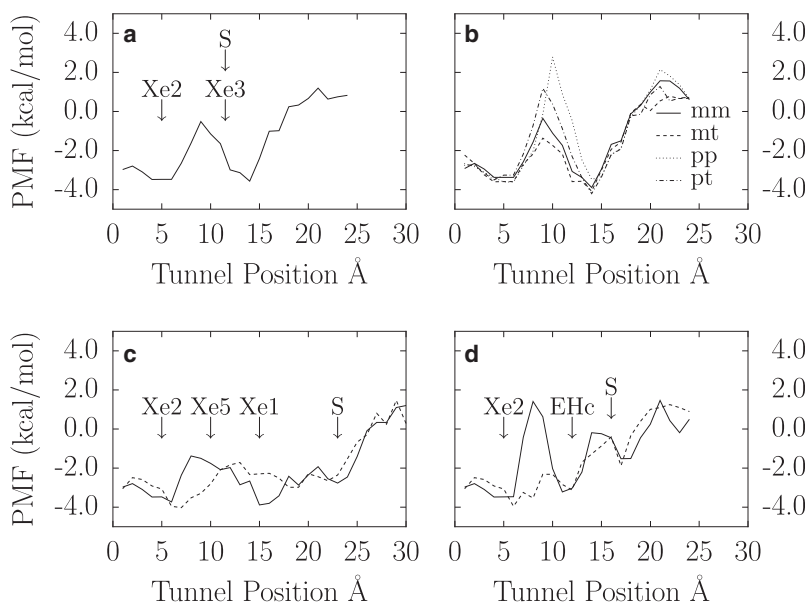 a
S
Xe2
Xe3
4.0
2.0
0.0
-2.0
-4.0
PMF (kcal/mol)
0 5 10 15 20 25 30
Tunnel Position Å
b
mm
mt
pp
pt
4.0
2.0
0.0
-2.0
-4.0
0 5 10 15 20 25 30
Tunnel Position Å
c
Xe2 Xe5 Xe1 S
4.0
2.0
0.0
-2.0
-4.0
PMF (kcal/mol)
0 5 10 15 20 25 30
Tunnel Position Å
d
S
Xe2 EHc
4.0
2.0
0.0
-2.0
-4.0
0 5 10 15 20 25 30
Tunnel Position Å